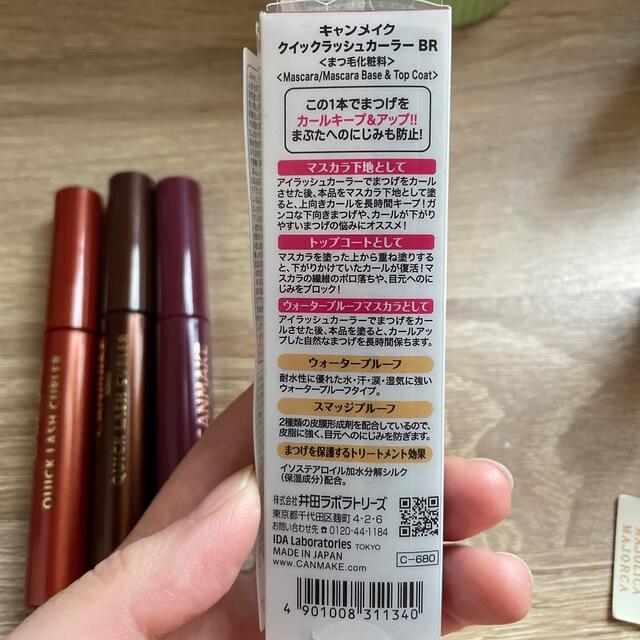 キャンメイク
クイックラッシュカーラー BR
<まつ毛化粧料>
<Mascara/Mascara Base & Top Coat>
この1本でまつげを
カールキープ&アップ!!
まぶたへのにじみも防止!
マスカラ下地として
アイラッシュカーラーでまつげをカール
させた後、本品をマスカラ下地として塗
ると、上向きカールを長時間キープ!ガ
ンコな下向きまつげや、カールが下がり
やすいまつげの悩みにオススメ!
トップコートとして
マスカラを塗った上から重ね塗りする
と、下がりかけていたカールが復活!マ
スカラの繊維のポロ落ちや、目元へのに
じみをブロック!
ウォータープルーフマスカラとして
アイラッシュカーラーでまつげをカー
ルさせた後、本品を塗ると、カールアッ
プした自然なまつげを長時間保ちます。
ウォータープルーフ
耐水性に優れた水・汗・涙・湿気に強い
ウォータープルーフタイプ。
スマッジプルーフ
2種類の皮膜形成剤を配合しているので、
皮脂に強く、目元へのにじみを防ぎます。
まつげを保護するトリートメント効果
イソステアロイル加水分解シルク
(保湿成分)配合。
株式会社 井田ラボラトリーズ
東京都千代田区麹町 4-2-6
お問い合わせ先 0120-44-1184
IDA Laboratories TOKYO
MADE IN JAPAN
www.CANMAKE.com
C-680
4 901008 311340
QUICK LASH CURLER
CANMAKE
QUICK LASH CURLER
CANMAKE
MAJOLICA
MAJORCA